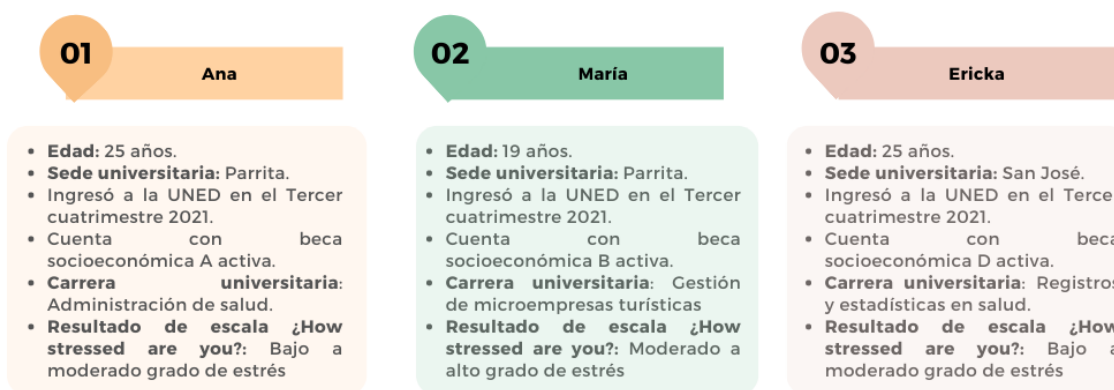 01
Ana
• Edad: 25 años.
• Sede universitaria: Parrita.
• Ingresó a la UNED en el Tercer
cuatrimestre 2021.
• Cuenta con beca
socioeconómica A activa.
• Carrera universitaria:
Administración de salud.
• Resultado de escala ¿How
stressed are you?: Bajo a
moderado grado de estrés
02
María
• Edad: 19 años.
• Sede universitaria: Parrita.
• Ingresó a la UNED en el Tercer
cuatrimestre 2021.
• Cuenta con beca
socioeconómica B activa.
• Carrera universitaria: Gestión
de microempresas turísticas
• Resultado de escala ¿How
stressed are you?: Moderado a
alto grado de estrés
03
Ericka
• Edad: 25 años.
• Sede universitaria: San José.
• Ingresó a la UNED en el Tercer
cuatrimestre 2021.
• Cuenta con beca
socioeconómica D activa.
• Carrera universitaria: Registros
y estadísticas en salud.
• Resultado de escala ¿How
stressed are you?: Bajo a
moderado grado de estrés